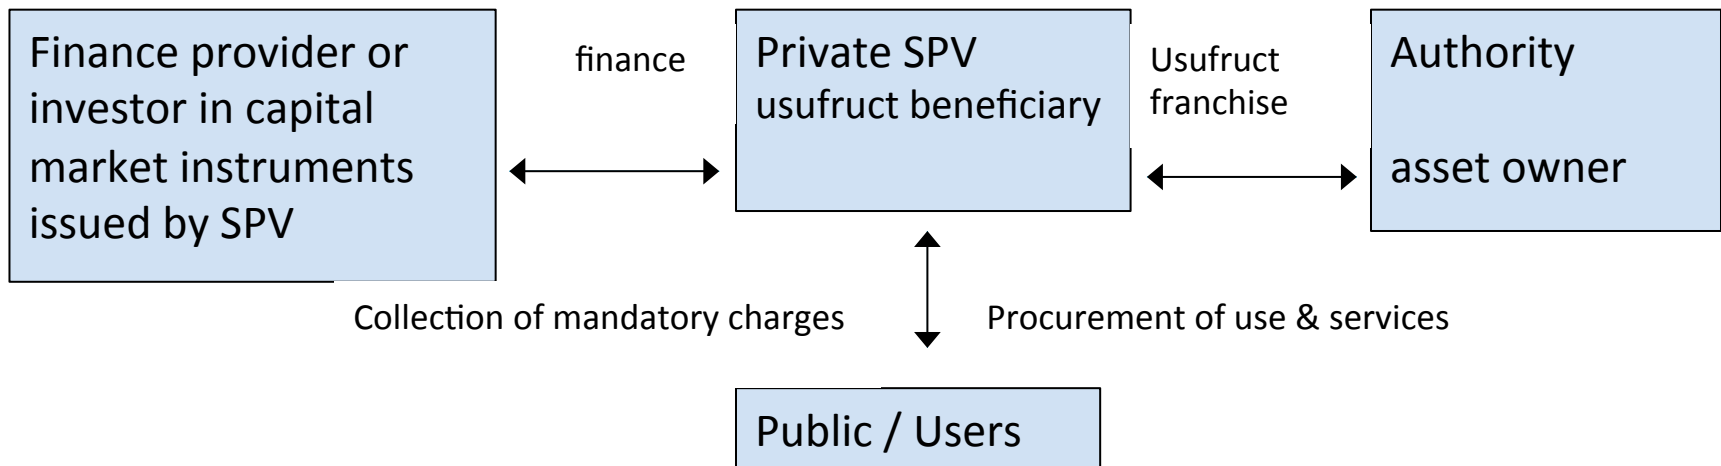 Finance provider or
investor in capital
market instruments
issued by SPV
finance
Private SPV
usufruct beneficiary
Usufruct
franchise
Authority
asset owner
Collection of mandatory charges
Procurement of use & services
Public / Users